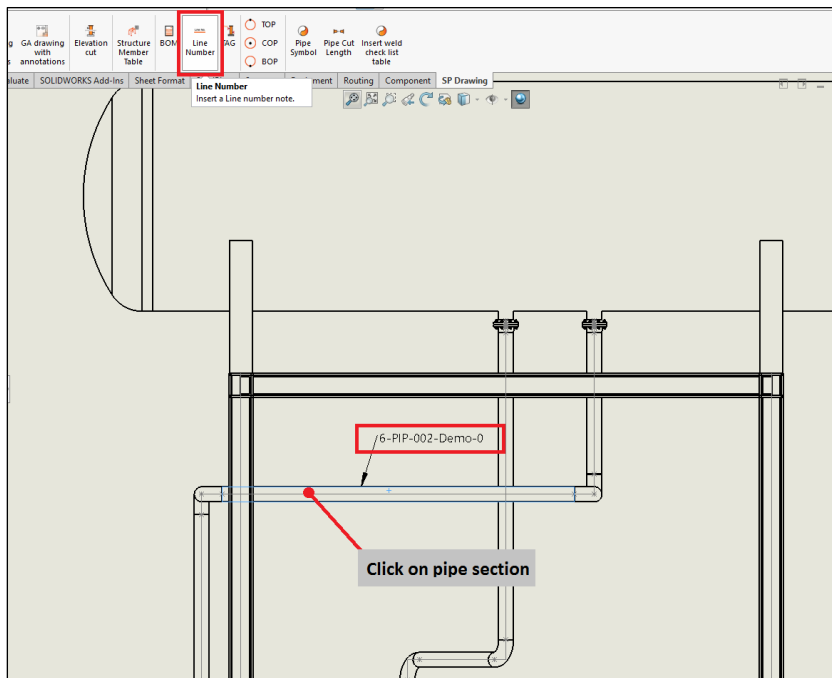 GA drawing with annotations
Elevation cut
Structure Member Table
BOM
Line Number
TAG
TOP
COP
BOP
Pipe Symbol
Pipe Cut Length
Insert weld check list table
aluate
SOLIDWORKS Add-Ins
Sheet Format
Routing
Component
SP Drawing
Line Number
Insert a Line number note.
6-PIP-002-Demo-0
Click on pipe section